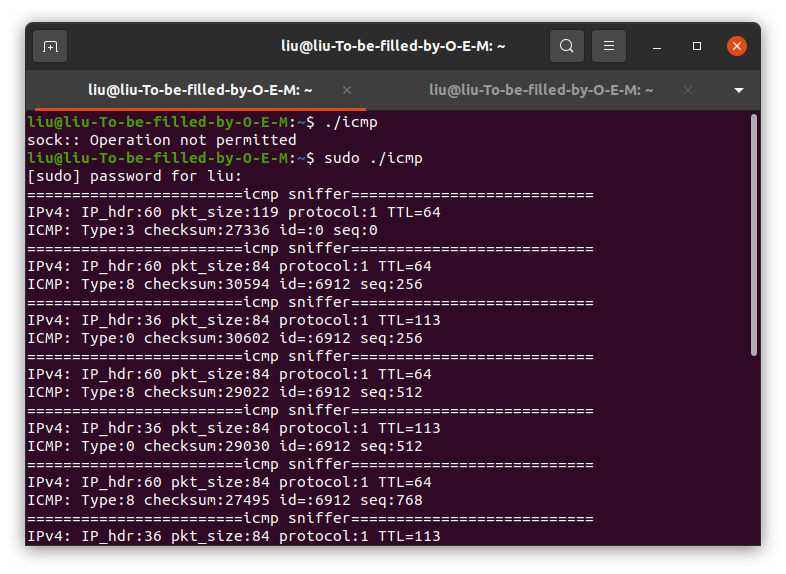 liu@liu-To-be-filled-by-O-E-M: ~
liu@liu-To-be-filled-by-O-E-M: ~
liu@liu-To-be-filled-by-O-E-M: ~
liu@liu-To-be-filled-by-O-E-M:~$ ./icmp
sock:: Operation not permitted
liu@liu-To-be-filled-by-O-E-M:~$ sudo ./icmp
[sudo] password for liu:
========================icmp sniffer===========================
IPv4: IP_hdr:60 pkt_size:119 protocol:1 TTL=64
ICMP: Type:3 checksum:27336 id=:0 seq:0
========================icmp sniffer===========================
IPv4: IP_hdr:60 pkt_size:84 protocol:1 TTL=64
ICMP: Type:8 checksum:30594 id=:6912 seq:256
========================icmp sniffer===========================
IPv4: IP_hdr:36 pkt_size:84 protocol:1 TTL=113
ICMP: Type:0 checksum:30602 id=:6912 seq:256
========================icmp sniffer===========================
IPv4: IP_hdr:60 pkt_size:84 protocol:1 TTL=64
ICMP: Type:8 checksum:29022 id=:6912 seq:512
========================icmp sniffer===========================
IPv4: IP_hdr:36 pkt_size:84 protocol:1 TTL=113
ICMP: Type:0 checksum:29030 id=:6912 seq:512
========================icmp sniffer===========================
IPv4: IP_hdr:60 pkt_size:84 protocol:1 TTL=64
ICMP: Type:8 checksum:27495 id=:6912 seq:768
========================icmp sniffer===========================
IPv4: IP_hdr:36 pkt_size:84 protocol:1 TTL=113